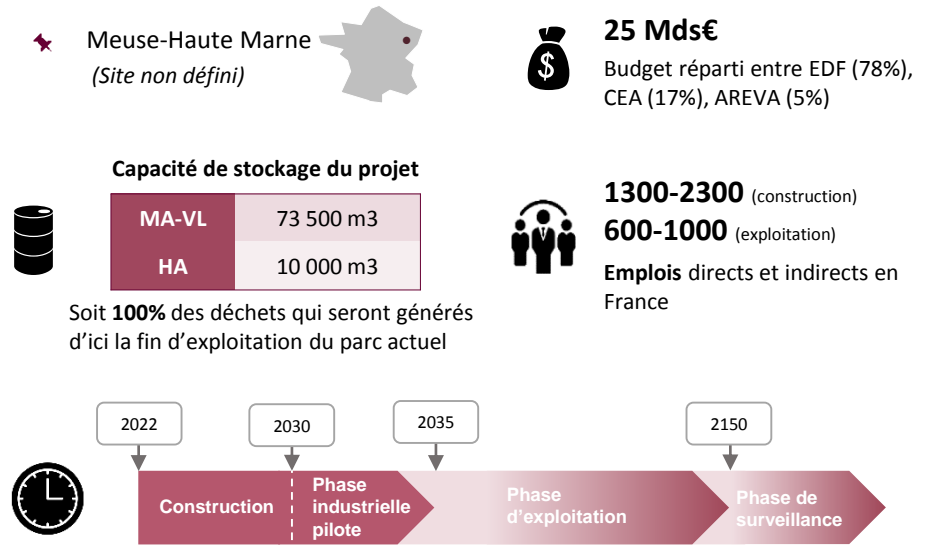 Meuse-Haute Marne
(Site non défini)
25 Mds€
Budget réparti entre EDF (78%),
CEA (17%), AREVA (5%)
$
Capacité de stockage du projet
MA-VL 73 500 m3
HA 10 000 m3
Soit 100% des déchets qui seront générés
d'ici la fin d'exploitation du parc actuel
1300-2300 (construction)
600-1000 (exploitation)
Emplois directs et indirects en
France
2022 2030 2035 2150
Construction
Phase
industrielle
pilote
Phase
d'exploitation
Phase de
surveillance